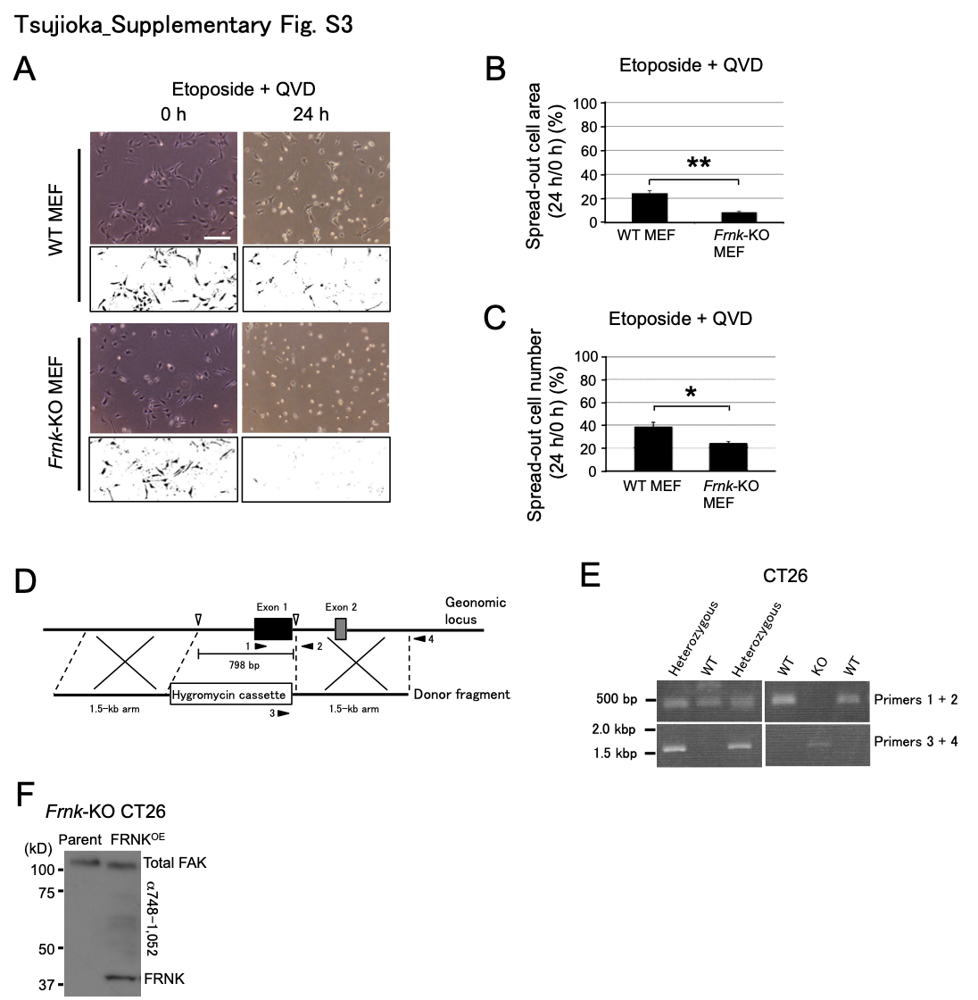 Tsujioka_Supplementary Fig. S3
A
Etoposide + QVD
0 h 24 h
WT MEF
Frnk-KO MEF
B
Etoposide + QVD
Spread-out cell area
(24 h/0 h) (%)
100
80
60
40
20
0
**
WT MEF Frnk-KO
MEF
C
Etoposide + QVD
Spread-out cell number
(24 h/0 h) (%)
100
80
60
40
20
0
*
WT MEF Frnk-KO
MEF
D
Exon 1 Exon 2
Geonomic
locus
1 2 4
798 bp
Hygromycin cassette
Donor fragment
1.5-kb arm 3 1.5-kb arm
E
CT26
Heterozygous WT Heterozygous WT KO WT
500 bp Primers 1 + 2
2.0 kbp
1.5 kbp Primers 3 + 4
F
Frnk-KO CT26
Parent FRNKOE
(kD)
100 Total FAK
75
α748-1,052
50
37 FRNK